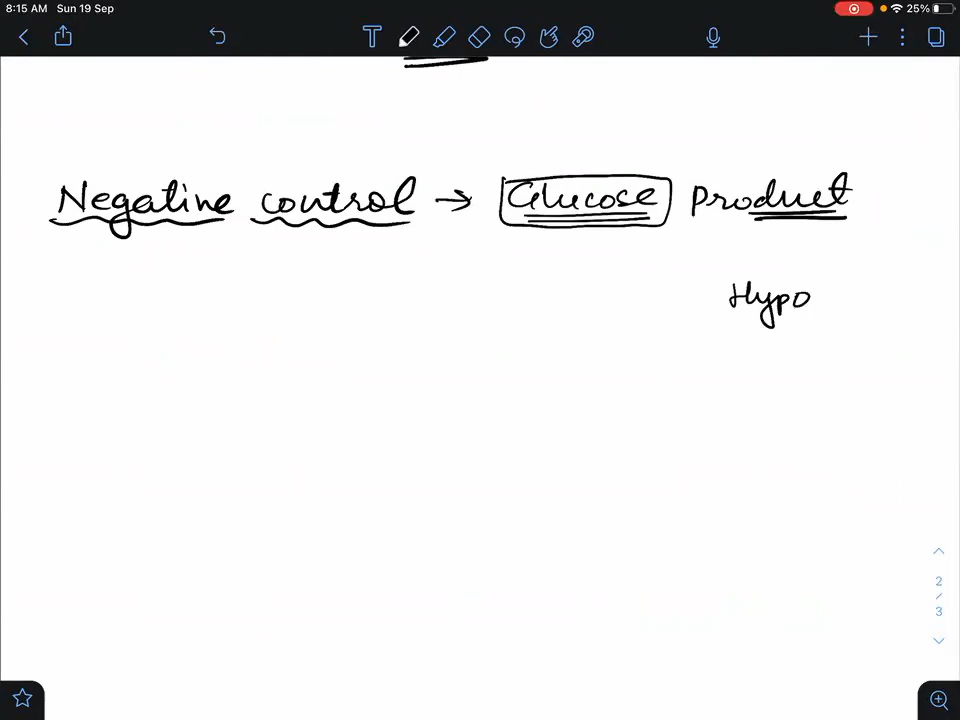 8:15 AM Sun 19 Sep 25%
T
Negative control → Glucose Product
Hypo
2
/
3